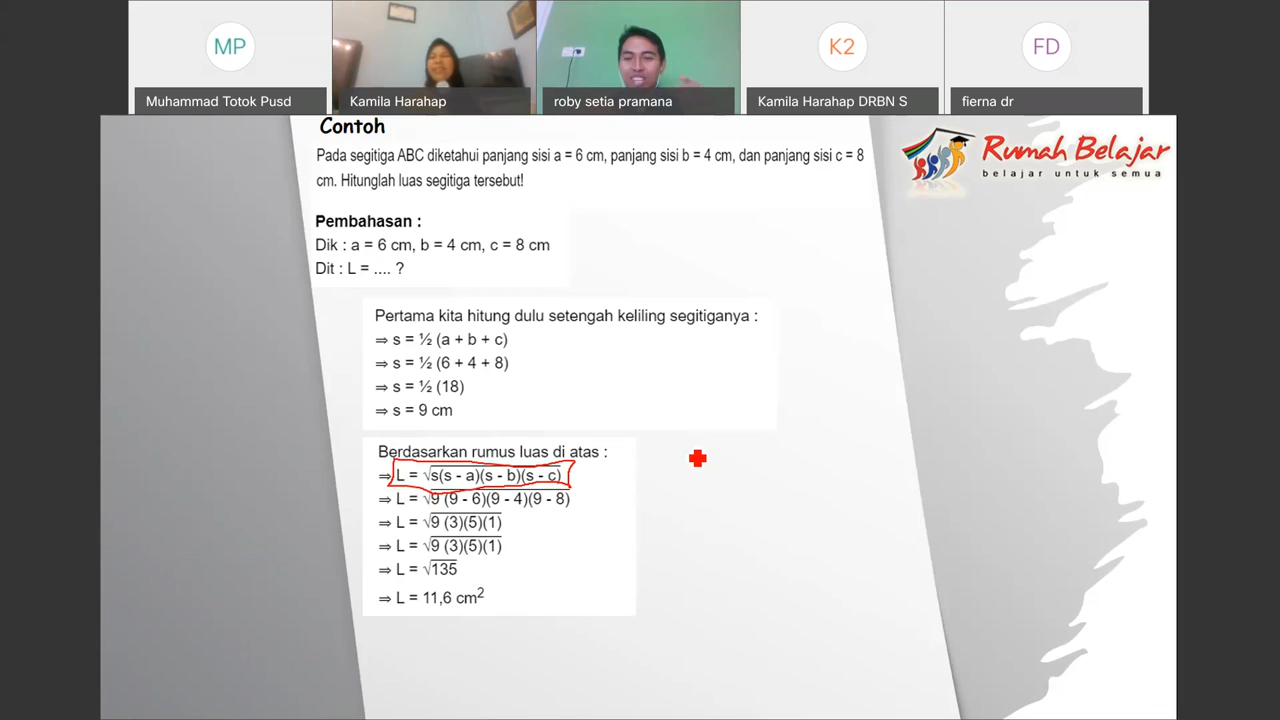 MP
K2
FD
Muhammad Totok Pusd
Kamila Harahap
roby setia pramana
Kamila Harahap DRBN S
fierna dr
Contoh
Rumah Belajar
belajar untuk semua
Pada segitiga ABC diketahui panjang sisi a = 6 cm, panjang sisi b = 4 cm, dan panjang sisi c = 8
cm. Hitunglah luas segitiga tersebut!
Pembahasan :
Dik : a = 6 cm, b = 4 cm, c = 8 cm
Dit : L = .... ?
Pertama kita hitung dulu setengah keliling segitiganya :
⇒ s = ½ (a + b + c)
⇒ s = ½ (6 + 4 + 8)
⇒ s = ½ (18)
⇒ s = 9 cm
Berdasarkan rumus luas di atas :
⇒ L = √s(s - a)(s - b)(s - c)
⇒ L = √9 (9 - 6)(9 - 4)(9 - 8)
⇒ L = √9 (3)(5)(1)
⇒ L = √9 (3)(5)(1)
⇒ L = √135
⇒ L = 11,6 cm²